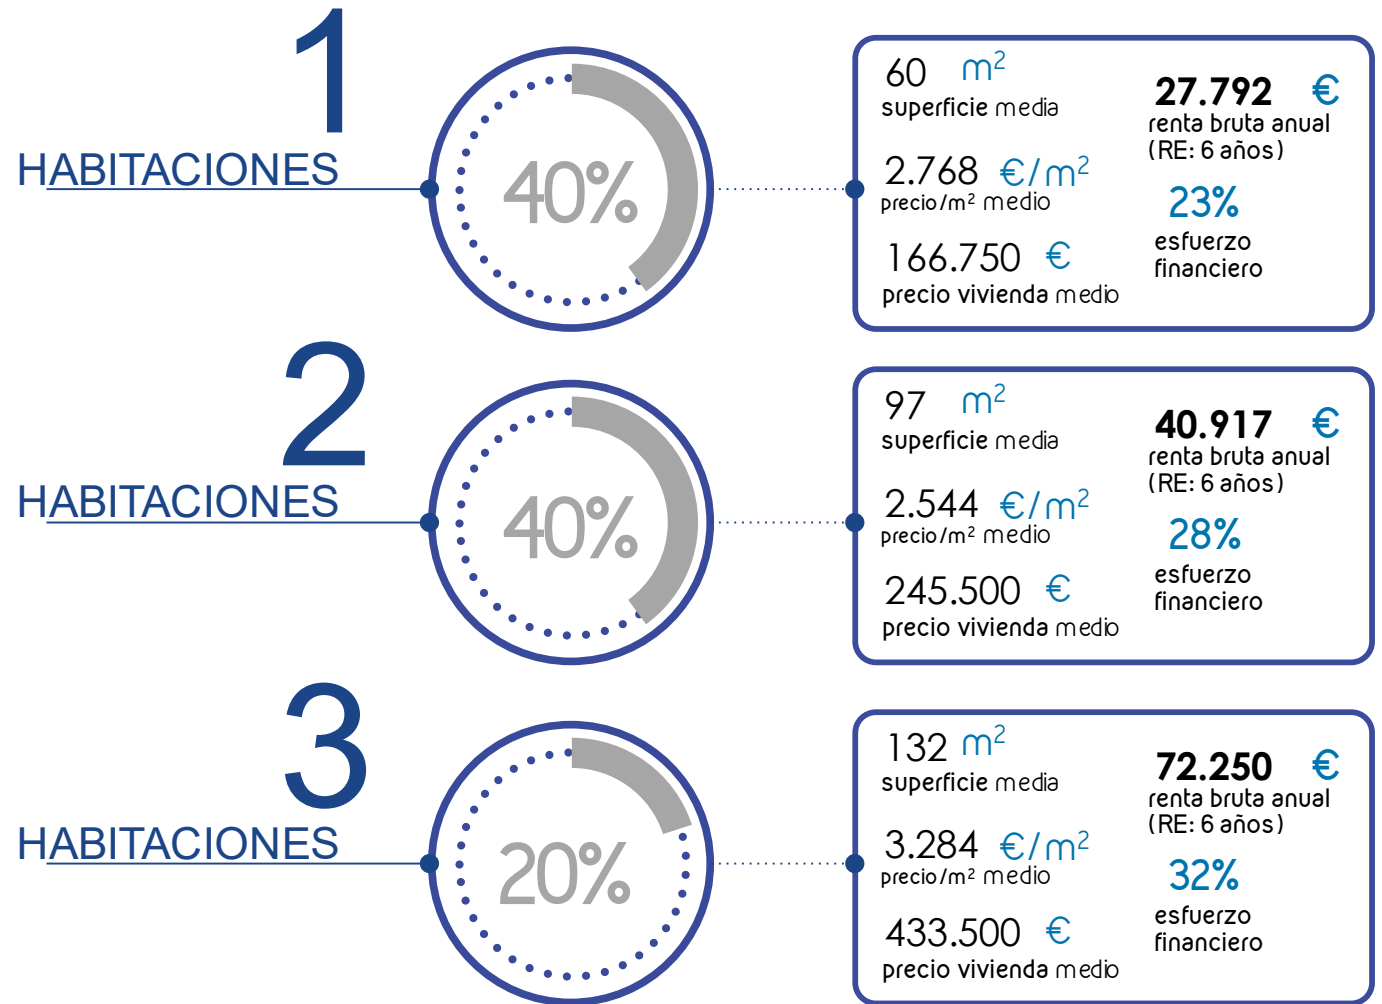 1
HABITACIONES
40%
60 m²
superficie media
2.768 €/m²
precio/m² medio
166.750 €
precio vivienda medio
27.792 €
renta bruta anual
(RE: 6 años)
23%
esfuerzo
financiero
2
HABITACIONES
40%
97 m²
superficie media
2.544 €/m²
precio/m² medio
245.500 €
precio vivienda medio
40.917 €
renta bruta anual
(RE: 6 años)
28%
esfuerzo
financiero
3
HABITACIONES
20%
132 m²
superficie media
3.284 €/m²
precio/m² medio
433.500 €
precio vivienda medio
72.250 €
renta bruta anual
(RE: 6 años)
32%
esfuerzo
financiero